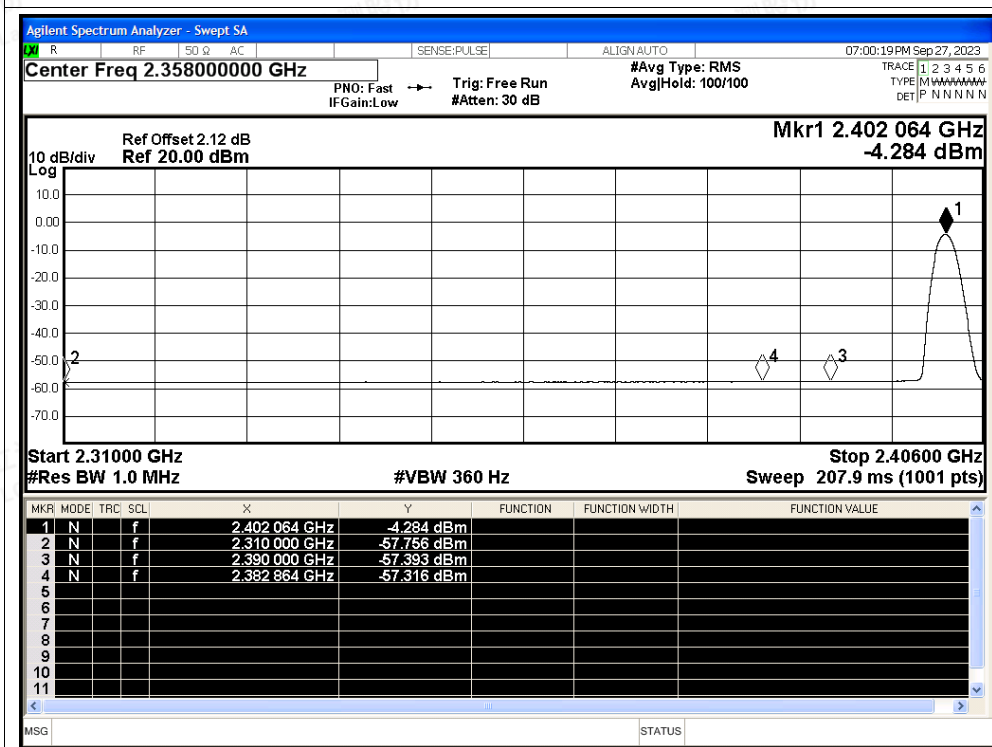 Agilent Spectrum Analyzer - Swept SA
LXI R RF 50 Ω AC SENSE:PULSE ALIGN AUTO 07:00:19 PM Sep 27, 2023
Center Freq 2.358000000 GHz
PNO: Fast
IFGain:Low
Trig: Free Run
#Atten: 30 dB
#Avg Type: RMS
Avg|Hold: 100/100
TRACE 1 2 3 4 5 6
TYPE M W W W W W
DET P N N N N N
Mkr1 2.402 064 GHz
-4.284 dBm
Ref Offset 2.12 dB
10 dB/div Ref 20.00 dBm
Log
10.0
0.00
-10.0
-20.0
-30.0
-40.0
-50.0
-60.0
-70.0
1
2
4
3
Start 2.31000 GHz Stop 2.40600 GHz
#Res BW 1.0 MHz #VBW 360 Hz Sweep 207.9 ms (1001 pts)
MKR MODE TRC SCL X Y FUNCTION FUNCTION WIDTH FUNCTION VALUE
1 N f 2.402 064 GHz -4.284 dBm
2 N f 2.310 000 GHz -57.756 dBm
3 N f 2.390 000 GHz -57.393 dBm
4 N f 2.382 864 GHz -57.316 dBm
5
6
7
8
9
10
11
MSG STATUS